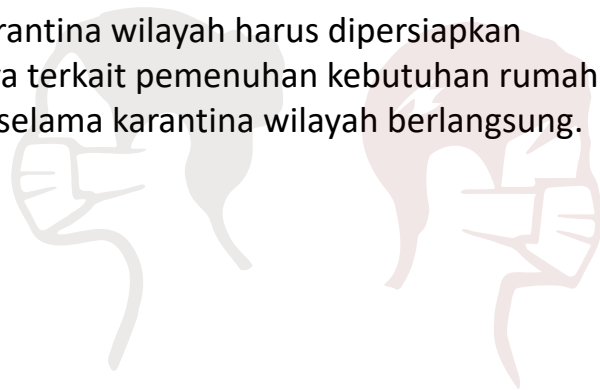 rantina wilayah harus dipersiapkan
a terkait pemenuhan kebutuhan rumah
selama karantina wilayah berlangsung.